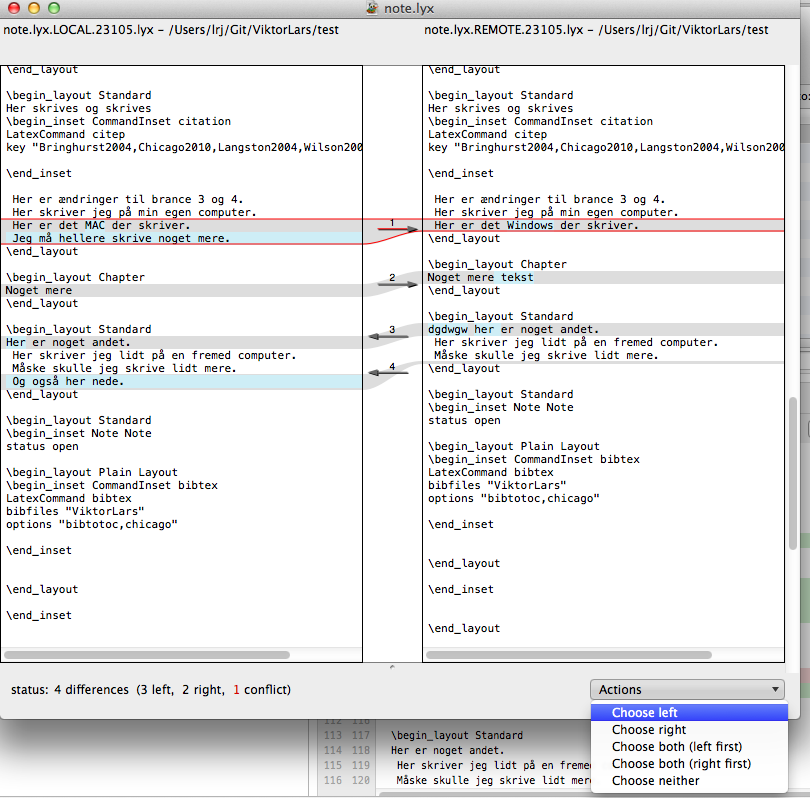 note.lyx
note.lyx.LOCAL.23105.lyx – /Users/lrj/Git/ViktorLars/test
note.lyx.REMOTE.23105.lyx – /Users/lrj/Git/ViktorLars/test
\end_layout
\begin_layout Standard
Her skrives og skrives
\begin_inset CommandInset citation
LatexCommand citep
key "Bringhurst2004,Chicago2010,Langston2004,Wilson200
\end_inset
Her er ændringer til brance 3 og 4.
Her skriver jeg på min egen computer.
Her er det MAC der skriver.
Jeg må hellere skrive noget mere.
\end_layout
\begin_layout Chapter
Noget mere
\end_layout
\begin_layout Standard
Her er noget andet.
Her skriver jeg lidt på en fremed computer.
Måske skulle jeg skrive lidt mere.
Og også her nede.
\end_layout
\begin_layout Standard
\begin_inset Note Note
status open
\begin_layout Plain Layout
\begin_inset CommandInset bibtex
LatexCommand bibtex
bibfiles "ViktorLars"
options "bibtotoc,chicago"
\end_inset
\end_layout
\end_inset
1
2
3
4
\end_layout
\begin_layout Standard
Her skrives og skrives
\begin_inset CommandInset citation
LatexCommand citep
key "Bringhurst2004,Chicago2010,Langston2004,Wilson200
\end_inset
Her er ændringer til brance 3 og 4.
Her skriver jeg på min egen computer.
Her er det Windows der skriver.
\end_layout
\begin_layout Chapter
Noget mere tekst
\end_layout
\begin_layout Standard
dgdwgw her er noget andet.
Her skriver jeg lidt på en fremed computer.
Måske skulle jeg skrive lidt mere.
\end_layout
\begin_layout Standard
\begin_inset Note Note
status open
\begin_layout Plain Layout
\begin_inset CommandInset bibtex
LatexCommand bibtex
bibfiles "ViktorLars"
options "bibtotoc,chicago"
\end_inset
\end_layout
\end_inset
\end_layout
status: 4 differences (3 left, 2 right, 1 conflict)
Actions
Choose left
Choose right
Choose both (left first)
Choose both (right first)
Choose neither
113 117 \begin_layout Standard
114 118 Her er noget andet.
115 119 Her skriver jeg lidt på en freme
116 120 Måske skulle jeg skrive lidt mer